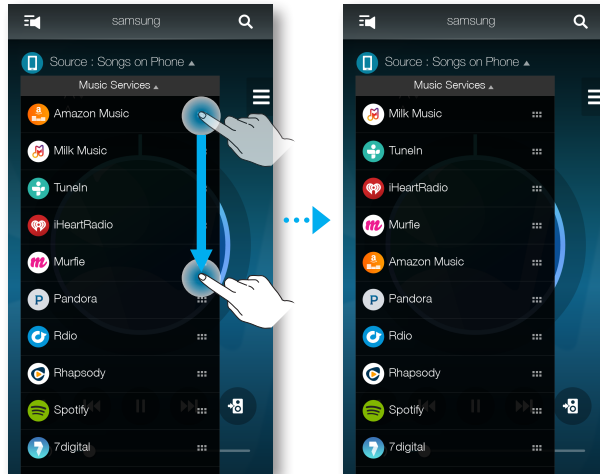 samsung
Source : Songs on Phone
Music Services
Amazon Music
Milk Music
TuneIn
iHeartRadio
Murfie
Pandora
Rdio
Rhapsody
Spotify
7digital
samsung
Source : Songs on Phone
Music Services
Milk Music
TuneIn
iHeartRadio
Murfie
Amazon Music
Pandora
Rdio
Rhapsody
Spotify
7digital